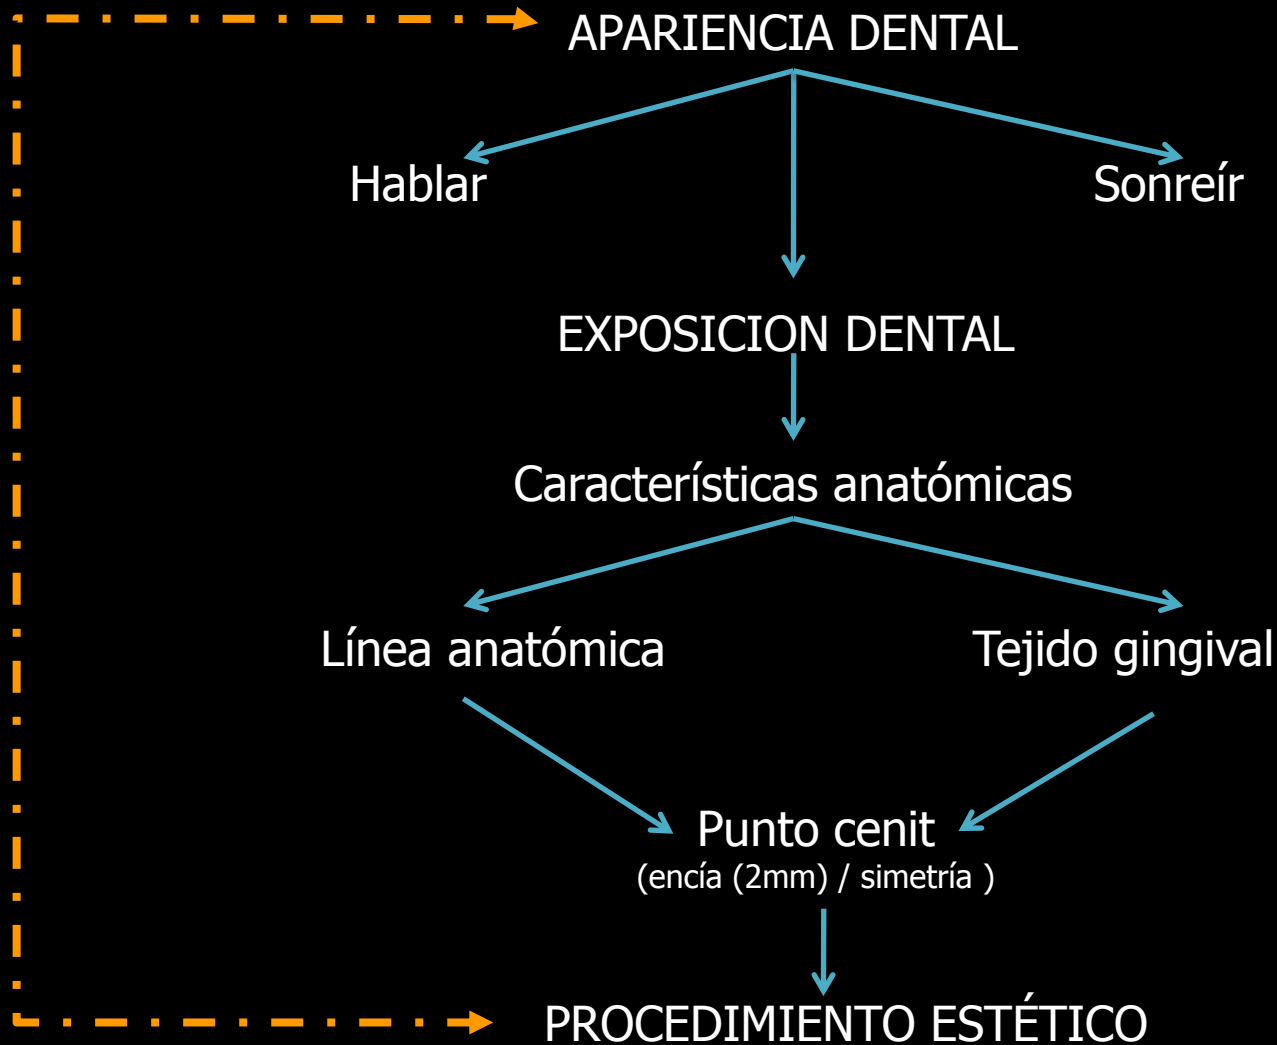 APARIENCIA DENTAL
Hablar
Sonreír
EXPOSICION DENTAL
Características anatómicas
Línea anatómica
Tejido gingival
Punto cenit
(encía (2mm) / simetría )
PROCEDIMIENTO ESTÉTICO